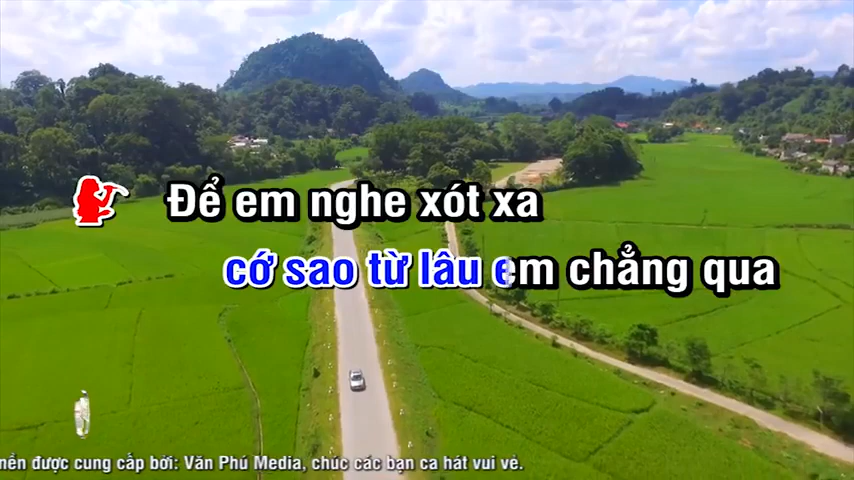 Để em nghe xót xa
cớ sao từ lâu em chẳng qua
nền được cung cấp bởi: Văn Phú Media, chúc các bạn ca hát vui vẻ.